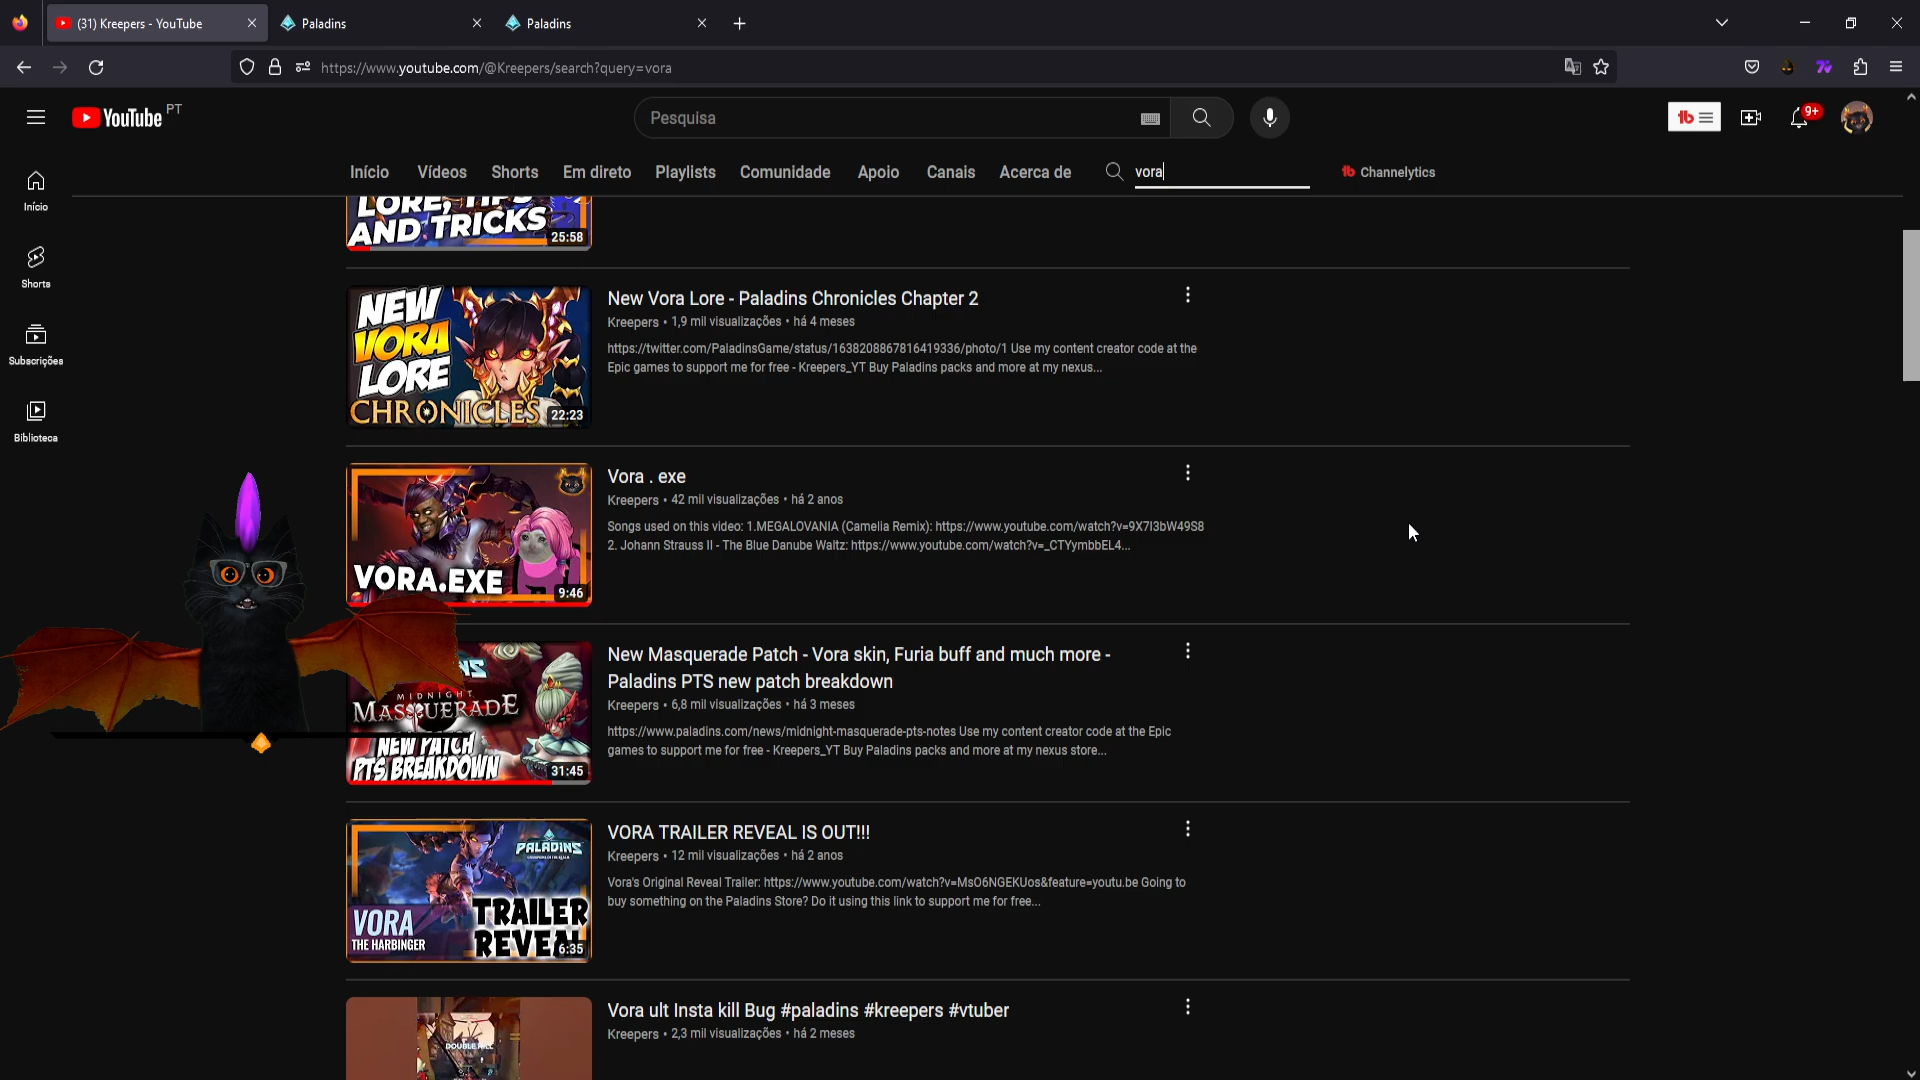 (31) Kreepers - YouTube
Paladins
Paladins
https://www.youtube.com/@Kreepers/search?query=vora
YouTube PT
Pesquisa
9+
Início
Vídeos
Shorts
Em direto
Playlists
Comunidade
Apoio
Canais
Acerca de
vora
Channelytics
Início
Shorts
Subscrições
Biblioteca
LORE, TIPS
AND TRICKS
25:58
NEW
VORA
LORE
CHRONICLES
22:23
New Vora Lore - Paladins Chronicles Chapter 2
Kreepers • 1,9 mil visualizações • há 4 meses
https://twitter.com/PaladinsGame/status/1638208867816419336/photo/1 Use my content creator code at the
Epic games to support me for free - Kreepers_YT Buy Paladins packs and more at my nexus...
VORA.EXE
9:46
Vora . exe
Kreepers • 42 mil visualizações • há 2 anos
Songs used on this video: 1.MEGALOVANIA (Camellia Remix): https://www.youtube.com/watch?v=9X7I3bW49S8
2. Johann Strauss II - The Blue Danube Waltz: https://www.youtube.com/watch?v=_CTYymbbEL4...
MIDNIGHT
MASQUERADE
NEW PATCH
PTS BREAKDOWN
31:45
New Masquerade Patch - Vora skin, Furia buff and much more -
Paladins PTS new patch breakdown
Kreepers • 6,8 mil visualizações • há 3 meses
https://www.paladins.com/news/midnight-masquerade-pts-notes Use my content creator code at the Epic
games to support me for free - Kreepers_YT Buy Paladins packs and more at my nexus store...
PALADINS
VORA
THE HARBINGER
TRAILER
REVEAL
6:35
VORA TRAILER REVEAL IS OUT!!!
Kreepers • 12 mil visualizações • há 2 anos
Vora's Original Reveal Trailer: https://www.youtube.com/watch?v=MsO6NGEKUos&feature=youtu.be Going to
buy something on the Paladins Store? Do it using this link to support me for free...
DOUBLE KILL
Vora ult Insta kill Bug #paladins #kreepers #vtuber
Kreepers • 2,3 mil visualizações • há 2 meses